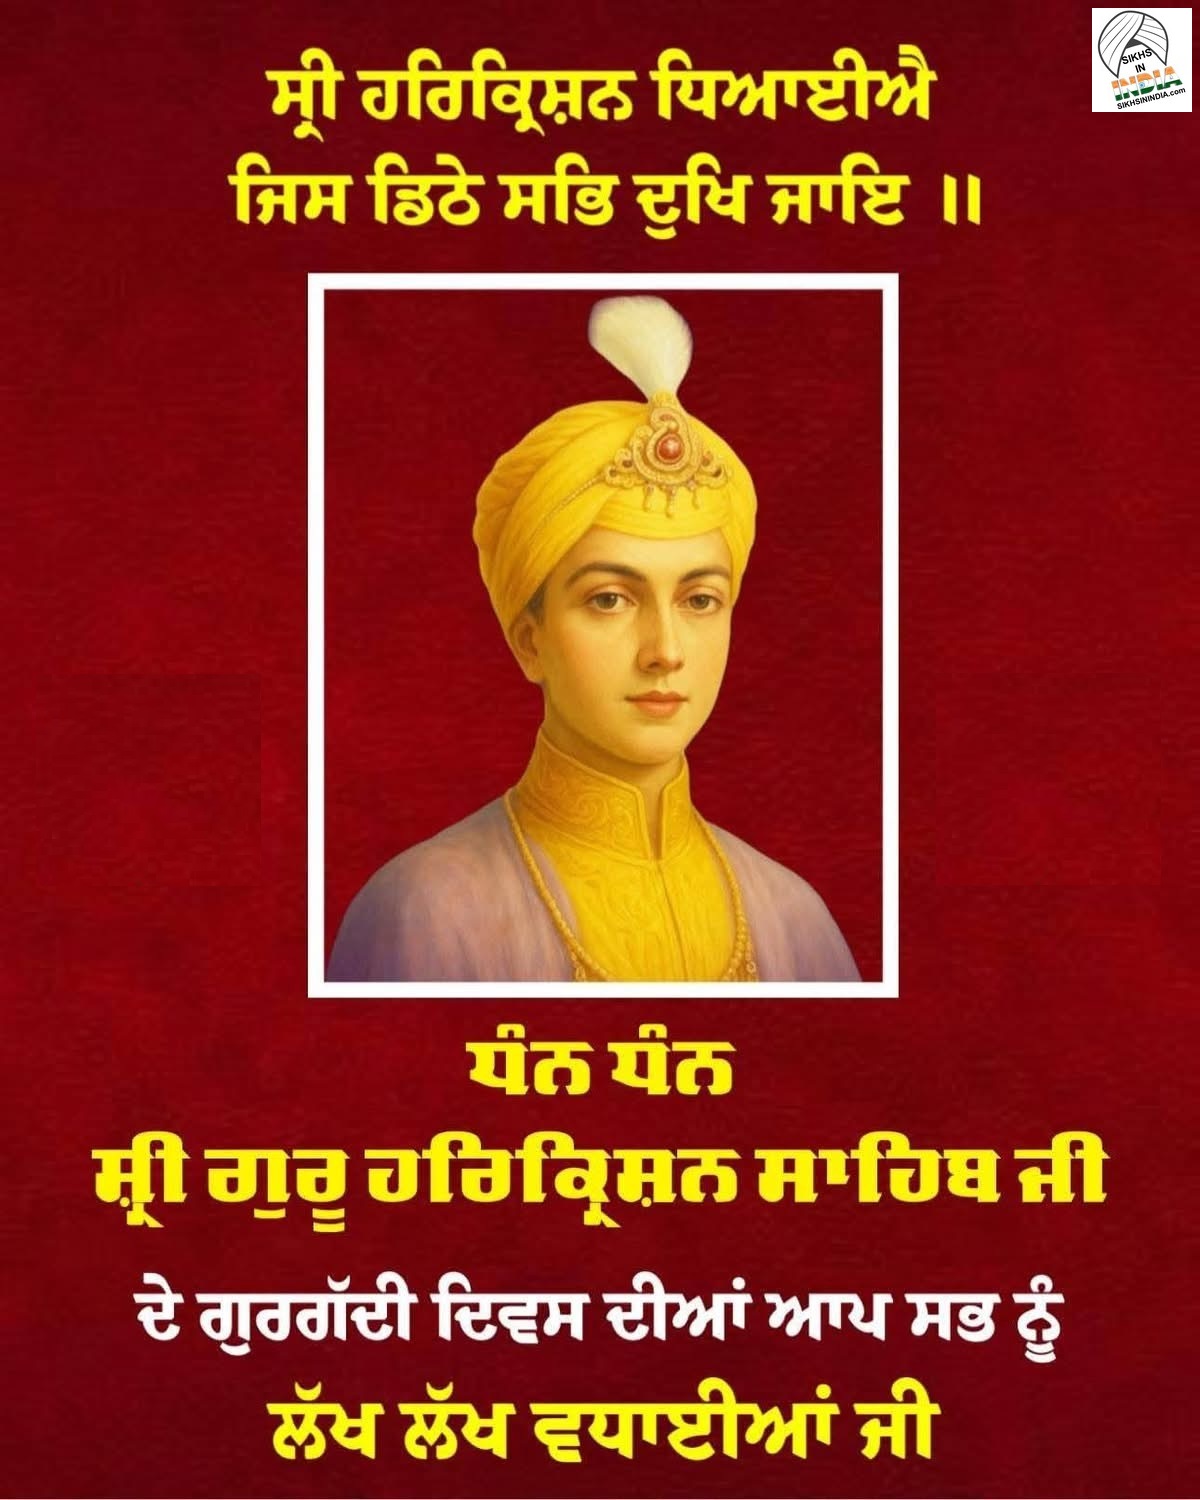 ਸ੍ਰੀ ਹਰਿਕ੍ਰਿਸ਼ਨ ਧਿਆਈਐ
ਜਿਸ ਡਿਠੇ ਸਭਿ ਦੁਖਿ ਜਾਇ ॥
SIKHS
IN
INDIA
SIKHSININDIA.com
ਧੰਨ ਧੰਨ
ਸ਼੍ਰੀ ਗੁਰੂ ਹਰਿਕ੍ਰਿਸ਼ਨ ਸਾਹਿਬ ਜੀ
ਦੇ ਗੁਰਗੱਦੀ ਦਿਵਸ ਦੀਆਂ ਆਪ ਸਭ ਨੂੰ
ਲੱਖ ਲੱਖ ਵਧਾਈਆਂ ਜੀ